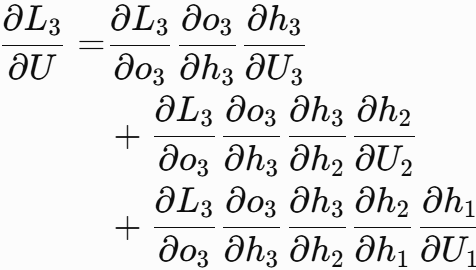 ∂L₃/∂U = ∂L₃/∂o₃ ∂o₃/∂h₃ ∂h₃/∂U₃
+ ∂L₃/∂o₃ ∂o₃/∂h₃ ∂h₃/∂h₂ ∂h₂/∂U₂
+ ∂L₃/∂o₃ ∂o₃/∂h₃ ∂h₃/∂h₂ ∂h₂/∂h₁ ∂h₁/∂U₁